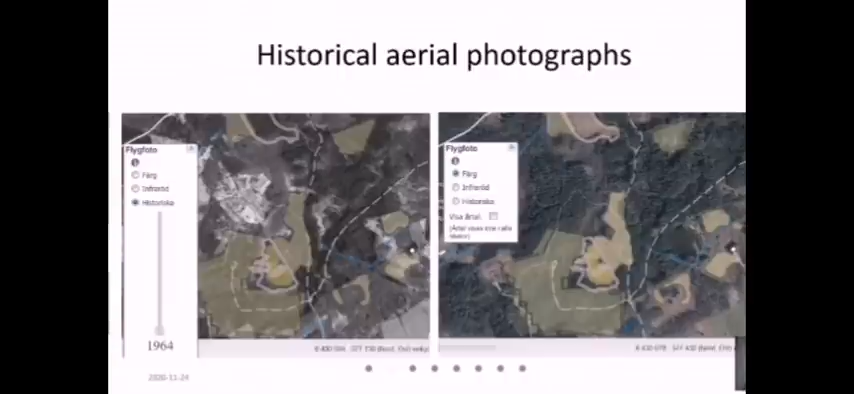 Historical aerial photographs
Flygfoto
Färg
Infraröd
Historiska
1964
Flygfoto
Färg
Infraröd
Historiska
Visa årtal:
2020-11-24